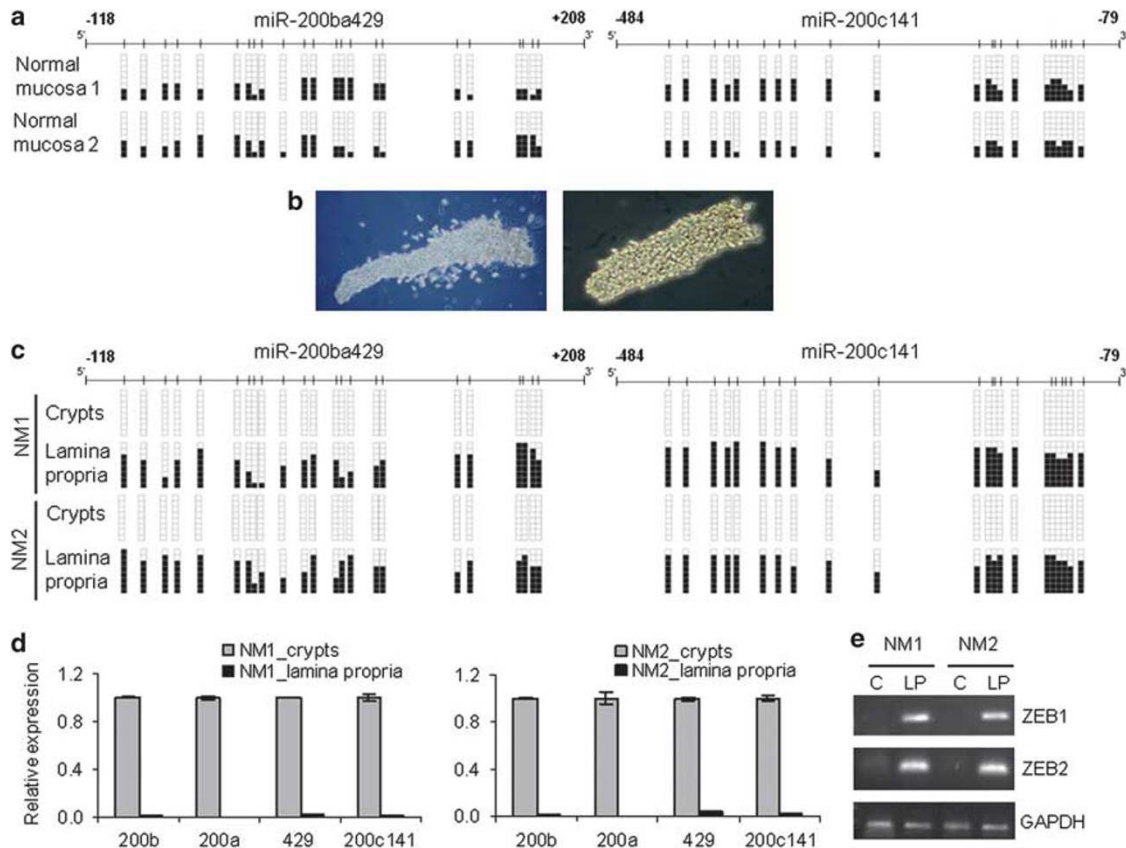 a
-118 miR-200ba429 +208 -484 miR-200c141 -79
5' 3' 5' 3'
Normal
mucosa 1
Normal
mucosa 2
b
c
-118 miR-200ba429 +208 -484 miR-200c141 -79
5' 3' 5' 3'
NM1
Crypts
Lamina
propria
NM2
Crypts
Lamina
propria
d
NM1_crypts
NM1_lamina propria
Relative expression
1.2
0.8
0.4
0.0
200b 200a 429 200c141
NM2_crypts
NM2_lamina propria
1.2
0.8
0.4
0.0
200b 200a 429 200c141
e
NM1 NM2
C LP C LP
ZEB1
ZEB2
GAPDH